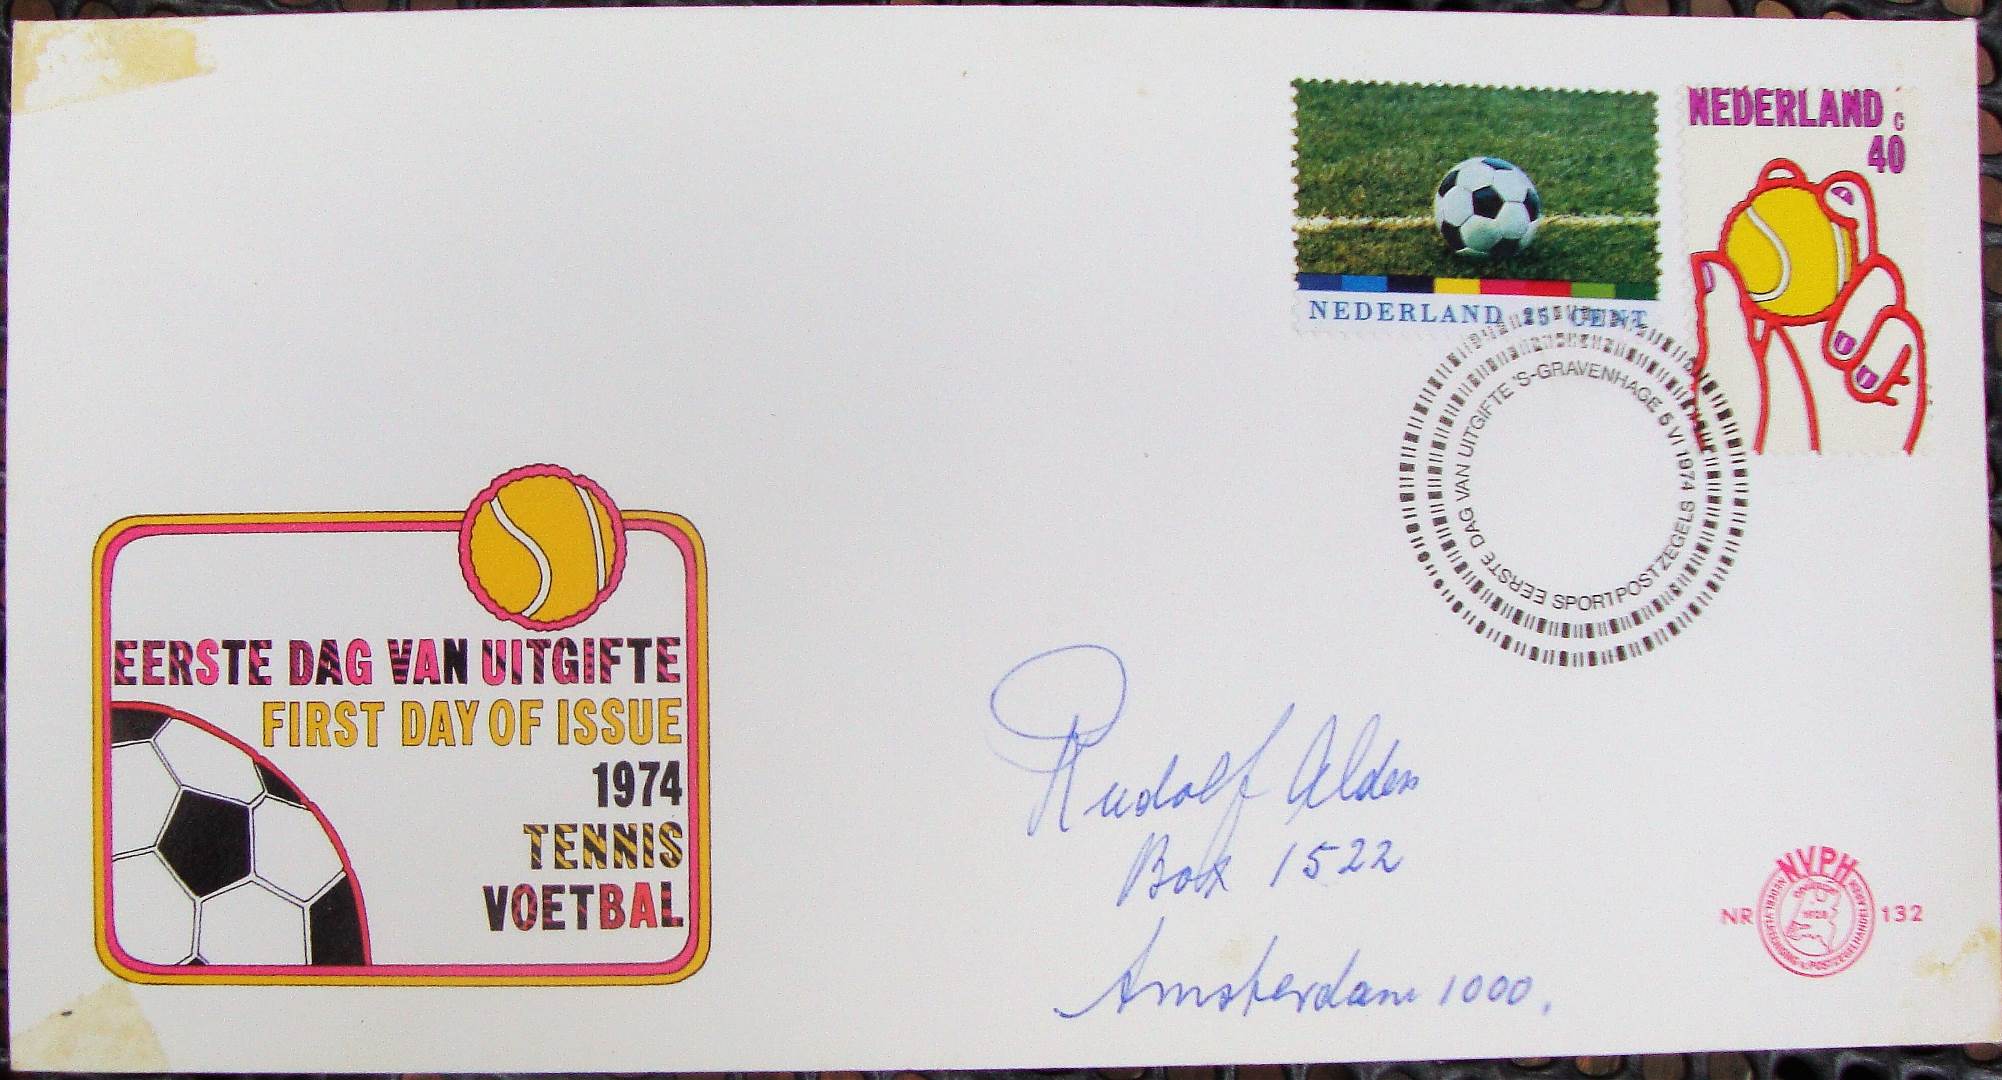 NEDERLAND 25 CENT
NEDERLAND c
40
EERSTE DAG VAN UITGIFTE 'S-GRAVENHAGE 5 VI 1974 SPORTPOSTZEGELS
EERSTE DAG VAN UITGIFTE
FIRST DAY OF ISSUE
1974
TENNIS
VOETBAL
Rudolf Alden
Box 1522
Amsterdam 1000.
NVPH
NR 132